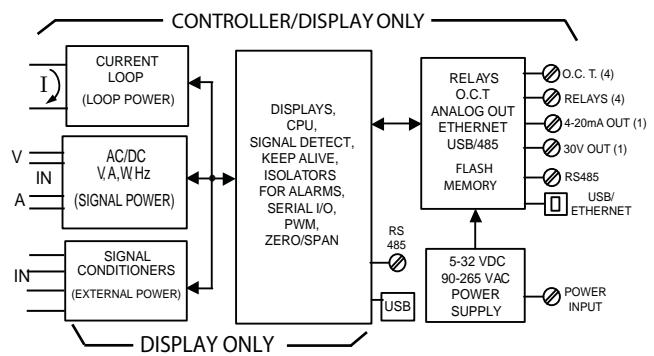 CONTROLLER/DISPLAY ONLY
CURRENT
LOOP
(LOOP POWER)
I
V
IN
A
AC/DC
V,A,W,Hz
(SIGNAL POWER)
IN
SIGNAL
CONDITIONERS
(EXTERNAL POWER)
DISPLAYS,
CPU,
SIGNAL DETECT,
KEEP ALIVE,
ISOLATORS
FOR ALARMS,
SERIAL I/O,
PWM,
ZERO/SPAN
RS
485
USB
RELAYS
O.C.T
ANALOG OUT
ETHERNET
USB/485
FLASH
MEMORY
O.C. T. (4)
RELAYS (4)
4-20mA OUT (1)
30V OUT (1)
RS485
USB/
ETHERNET
5-32 VDC
90-265 VAC
POWER
SUPPLY
POWER
INPUT
DISPLAY ONLY